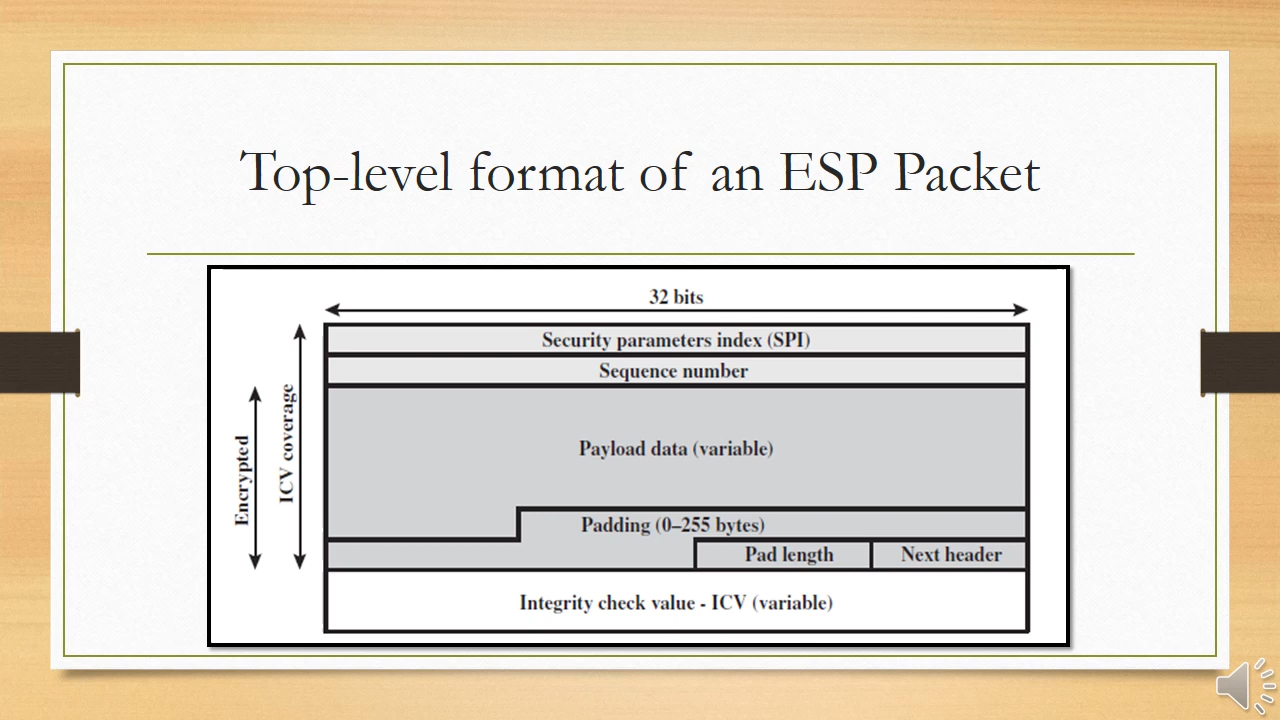 Top-level format of an ESP Packet
32 bits
Security parameters index (SPI)
Sequence number
Encrypted
ICV coverage
Payload data (variable)
Padding (0–255 bytes)
Pad length
Next header
Integrity check value - ICV (variable)